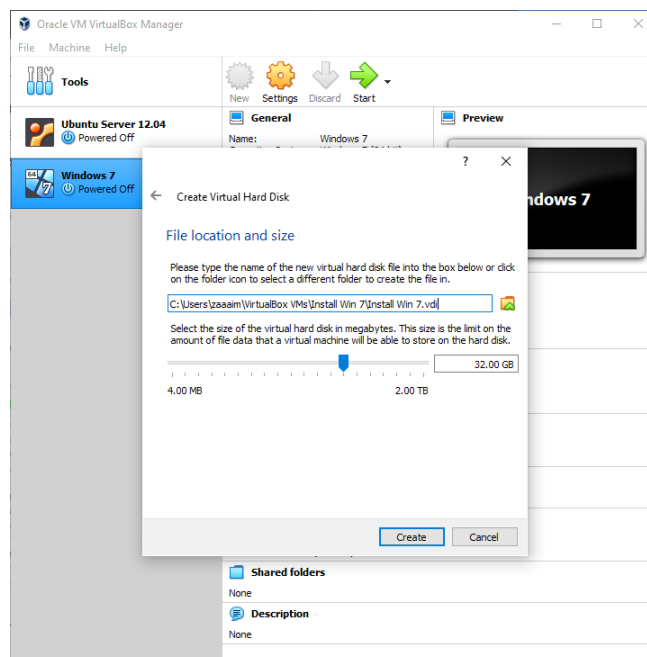 Oracle VM VirtualBox Manager
File Machine Help
Tools
New Settings Discard Start
Ubuntu Server 12.04
Powered Off
64
7
Windows 7
Powered Off
General
Name: Windows 7
Preview
ndows 7
?
Create Virtual Hard Disk
File location and size
Please type the name of the new virtual hard disk file into the box below or click
on the folder icon to select a different folder to create the file in.
C:\Users\zaaaim\VirtualBox VMs\Install Win 7\Install Win 7.vdi
Select the size of the virtual hard disk in megabytes. This size is the limit on the
amount of file data that a virtual machine will be able to store on the hard disk.
32.00 GB
4.00 MB 2.00 TB
Create Cancel
Shared folders
None
Description
None